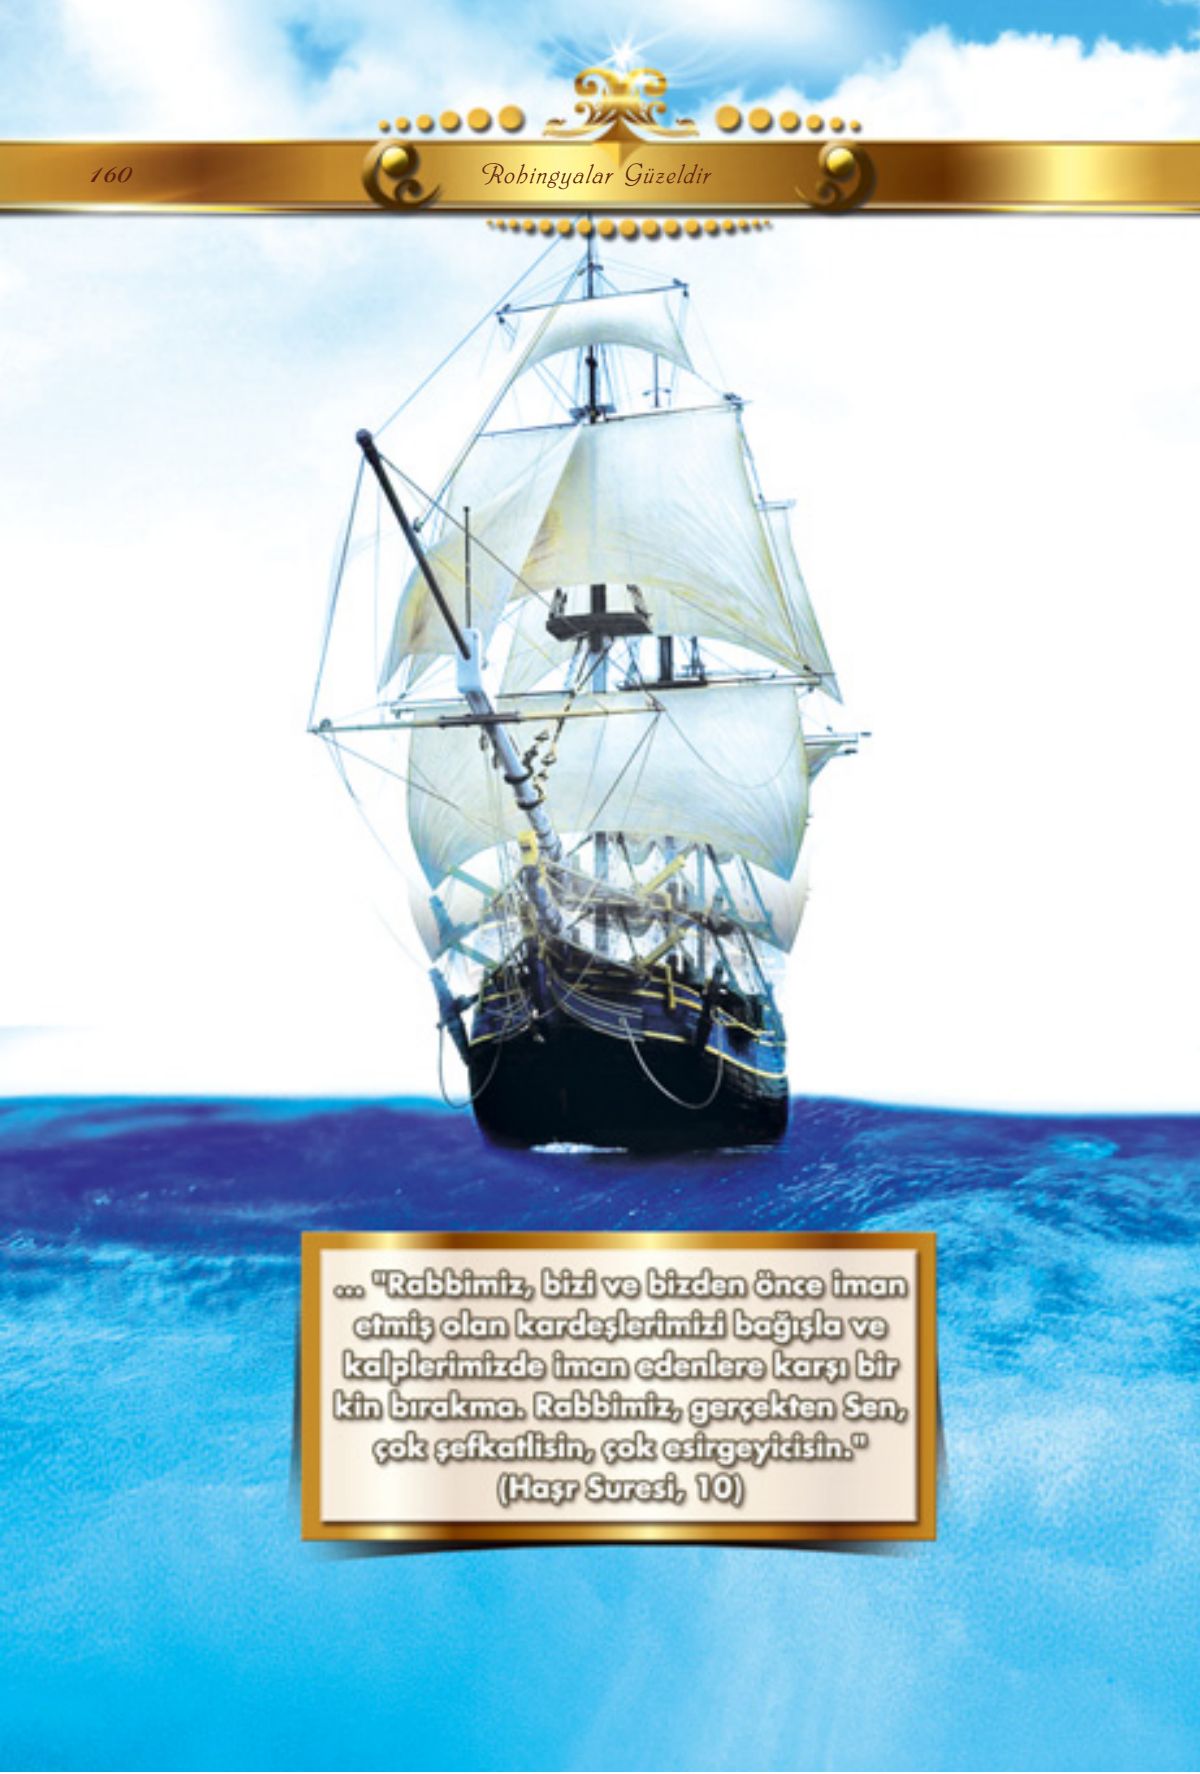 160
Rohingyalar Güzeldir
... "Rabbimiz, bizi ve bizden önce iman
etmiş olan kardeşlerimizi bağışla ve
kalplerimizde iman edenlere karşı bir
kin bırakma. Rabbimiz, gerçekten Sen,
çok şefkatlisin, çok esirgeyicisin."
(Haşr Suresi, 10)